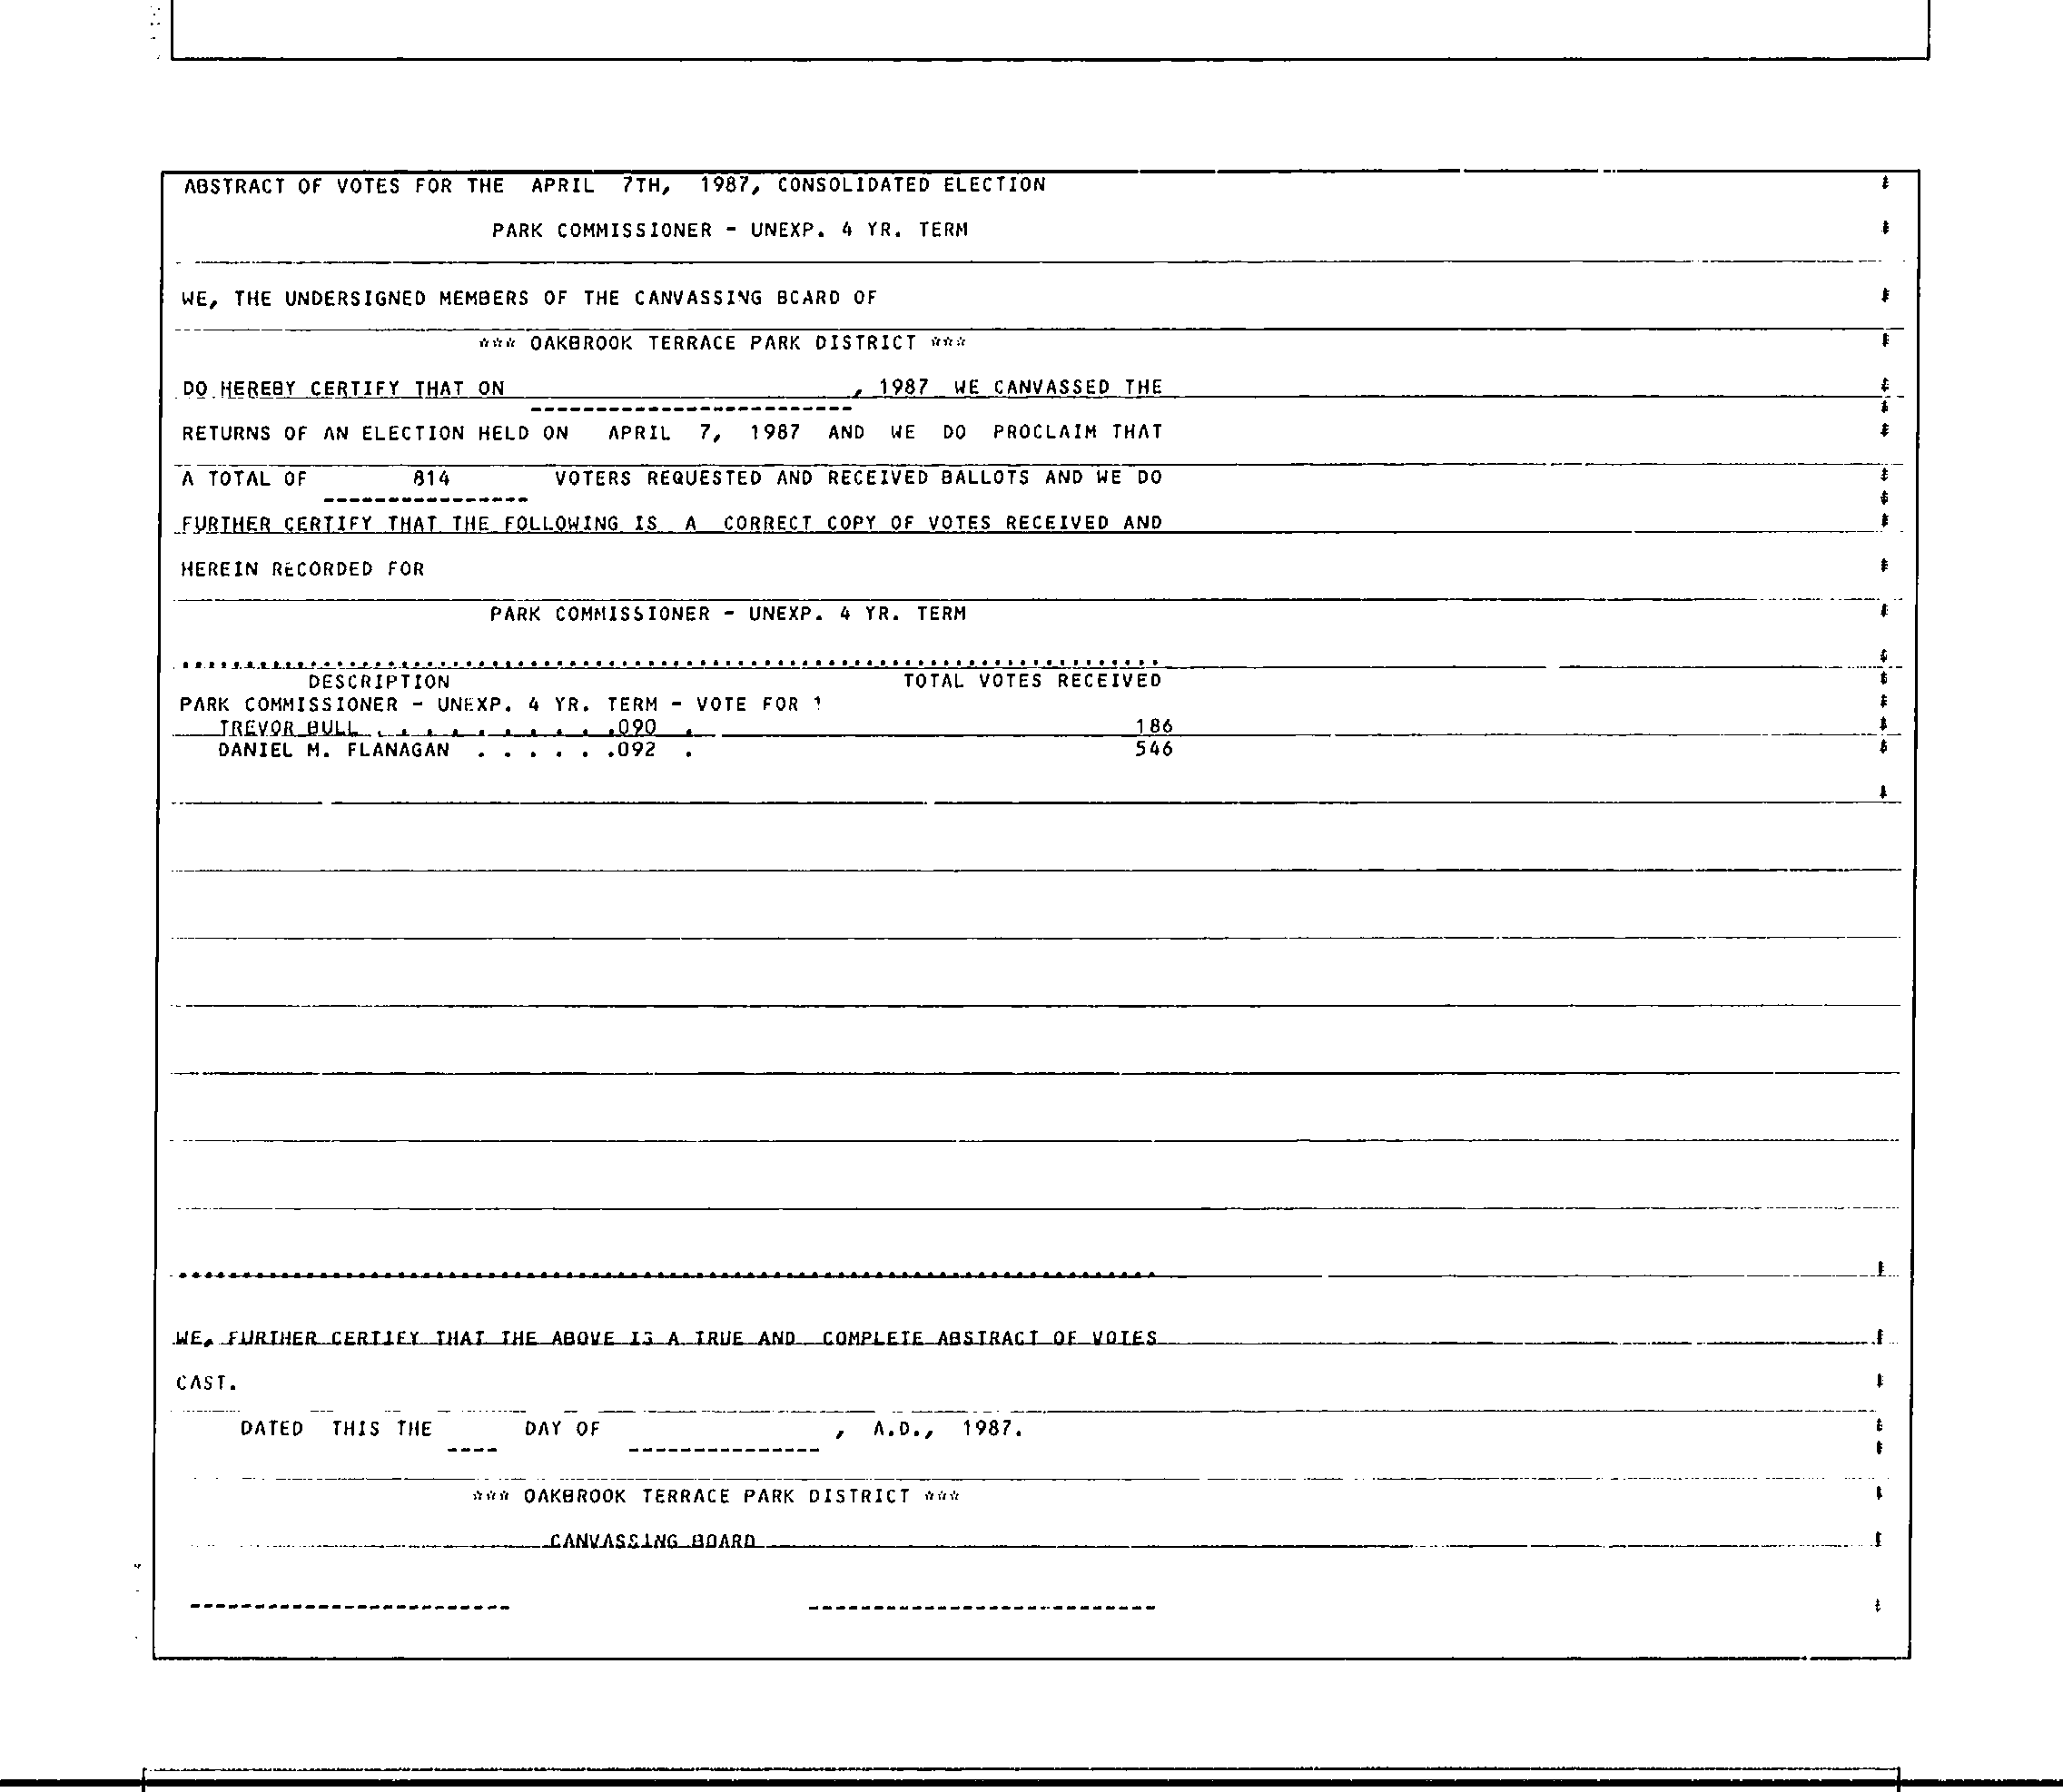 ABSTRACT OF VOTES FOR THE APRIL 7TH, 1987, CONSOLIDATED ELECTION
PARK COMMISSIONER - UNEXP. 4 YR. TERM
WE, THE UNDERSIGNED MEMBERS OF THE CANVASSING BCARD OF
*** OAKBROOK TERRACE PARK DISTRICT ***
DO HEREBY CERTIFY THAT ON , 1987 WE CANVASSED THE
RETURNS OF AN ELECTION HELD ON APRIL 7, 1987 AND WE DO PROCLAIM THAT
A TOTAL OF 814 VOTERS REQUESTED AND RECEIVED BALLOTS AND WE DO
FURTHER CERTIFY THAT THE FOLLOWING IS A CORRECT COPY OF VOTES RECEIVED AND
HEREIN RECORDED FOR
PARK COMMISSIONER - UNEXP. 4 YR. TERM
DESCRIPTION TOTAL VOTES RECEIVED
PARK COMMISSIONER - UNEXP. 4 YR. TERM - VOTE FOR 1
TREVOR BULL . . . . . . . . . .090 . 186
DANIEL M. FLANAGAN . . . . . .092 . 546
WE, FURTHER CERTIFY THAT THE ABOVE IS A TRUE AND COMPLETE ABSTRACT OF VOTES
CAST.
DATED THIS THE ---- DAY OF ---------------, A.D., 1987.
*** OAKBROOK TERRACE PARK DISTRICT ***
CANVASSING BOARD